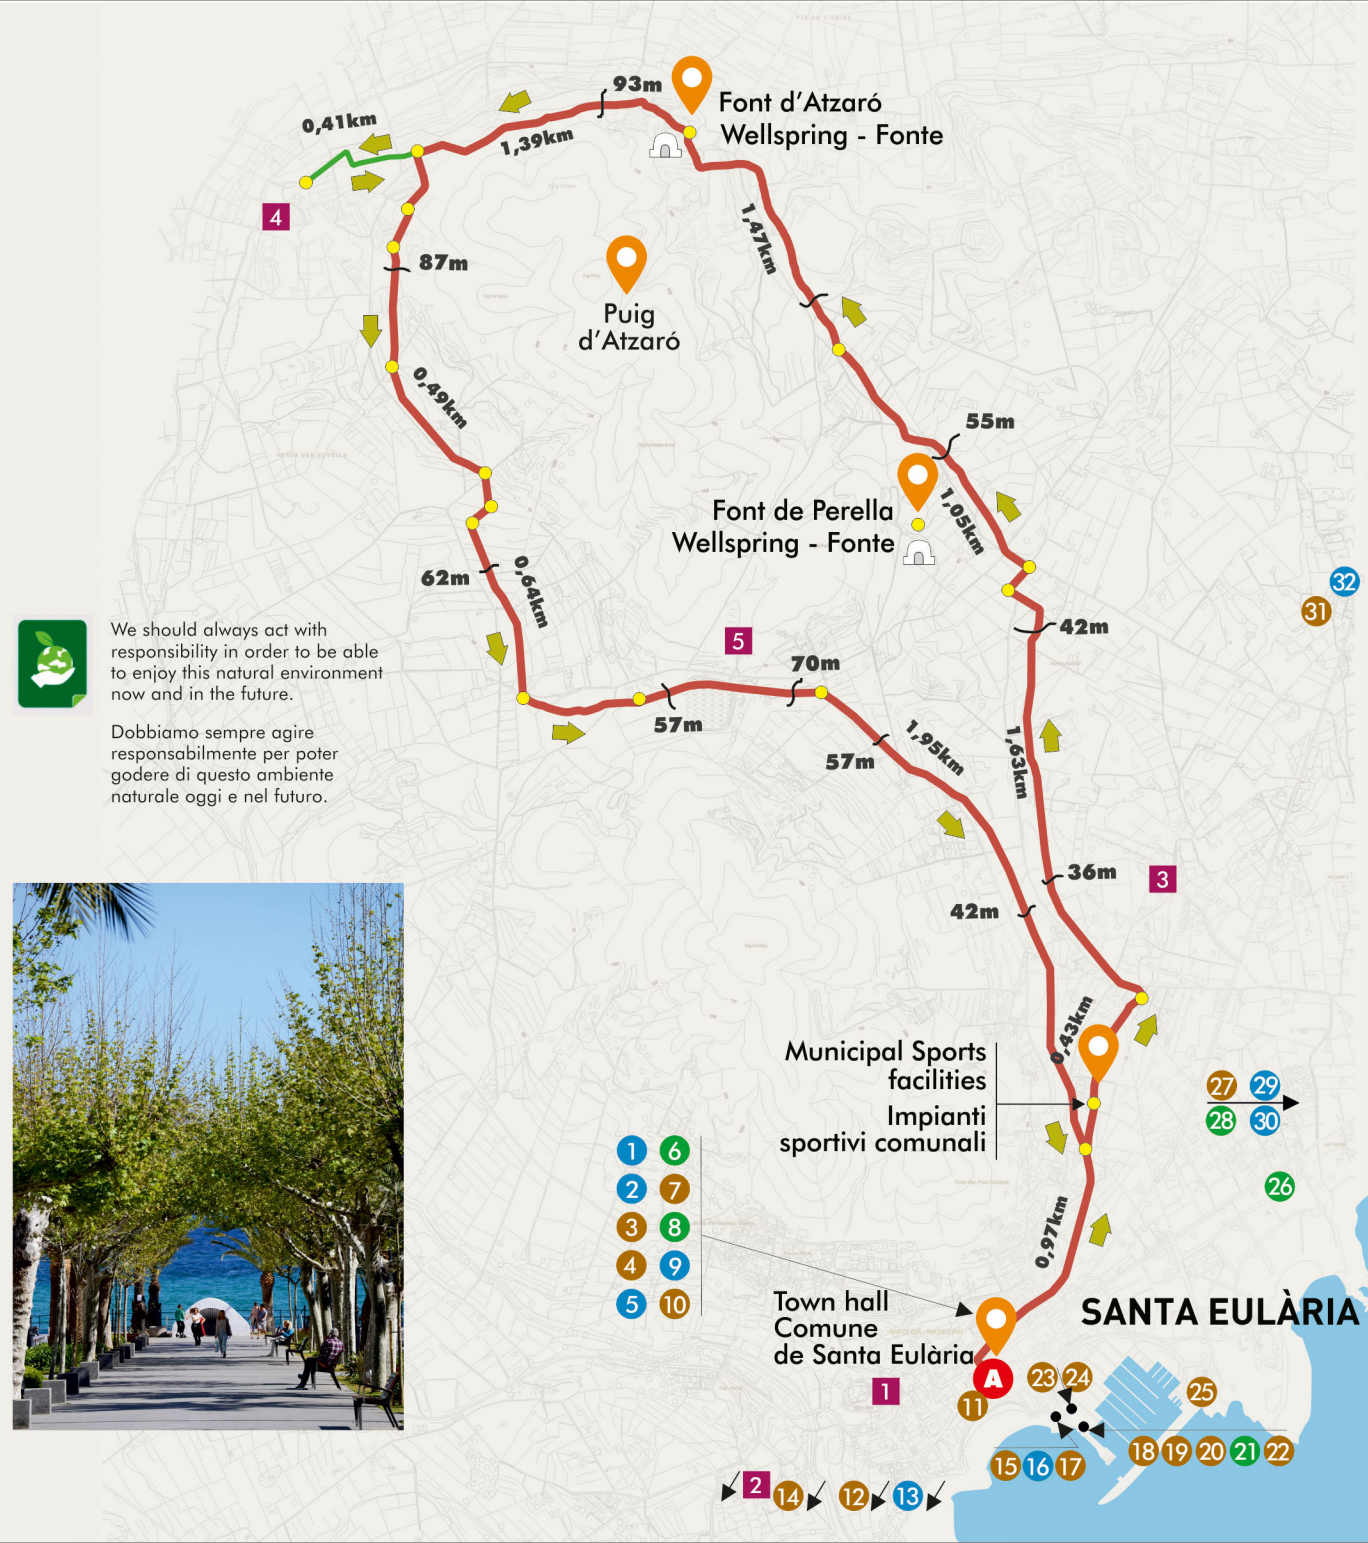 93m
Font d'Atzaró
Wellspring - Fonte
0,41km
1,39km
4
1,47km
87m
Puig
d'Atzaró
0,49km
55m
Font de Perella
Wellspring - Fonte
1,05km
62m
0,64km
32
31
42m
We should always act with
responsibility in order to be able
to enjoy this natural environment
now and in the future.
Dobbiamo sempre agire
responsabilmente per poter
godere di questo ambiente
naturale oggi e nel futuro.
5
70m
57m
57m
1,95km
1,63km
36m
3
42m
0,43km
Municipal Sports
facilities
Impianti
sportivi comunali
27 29
28 30
26
1 6
2 7
3 8
4 9
5 10
0,97km
Town hall
Comune
de Santa Eulària
SANTA EULÀRIA
A
1
11
23 24
25
15 16 17
18 19 20 21 22
2
14
12
13